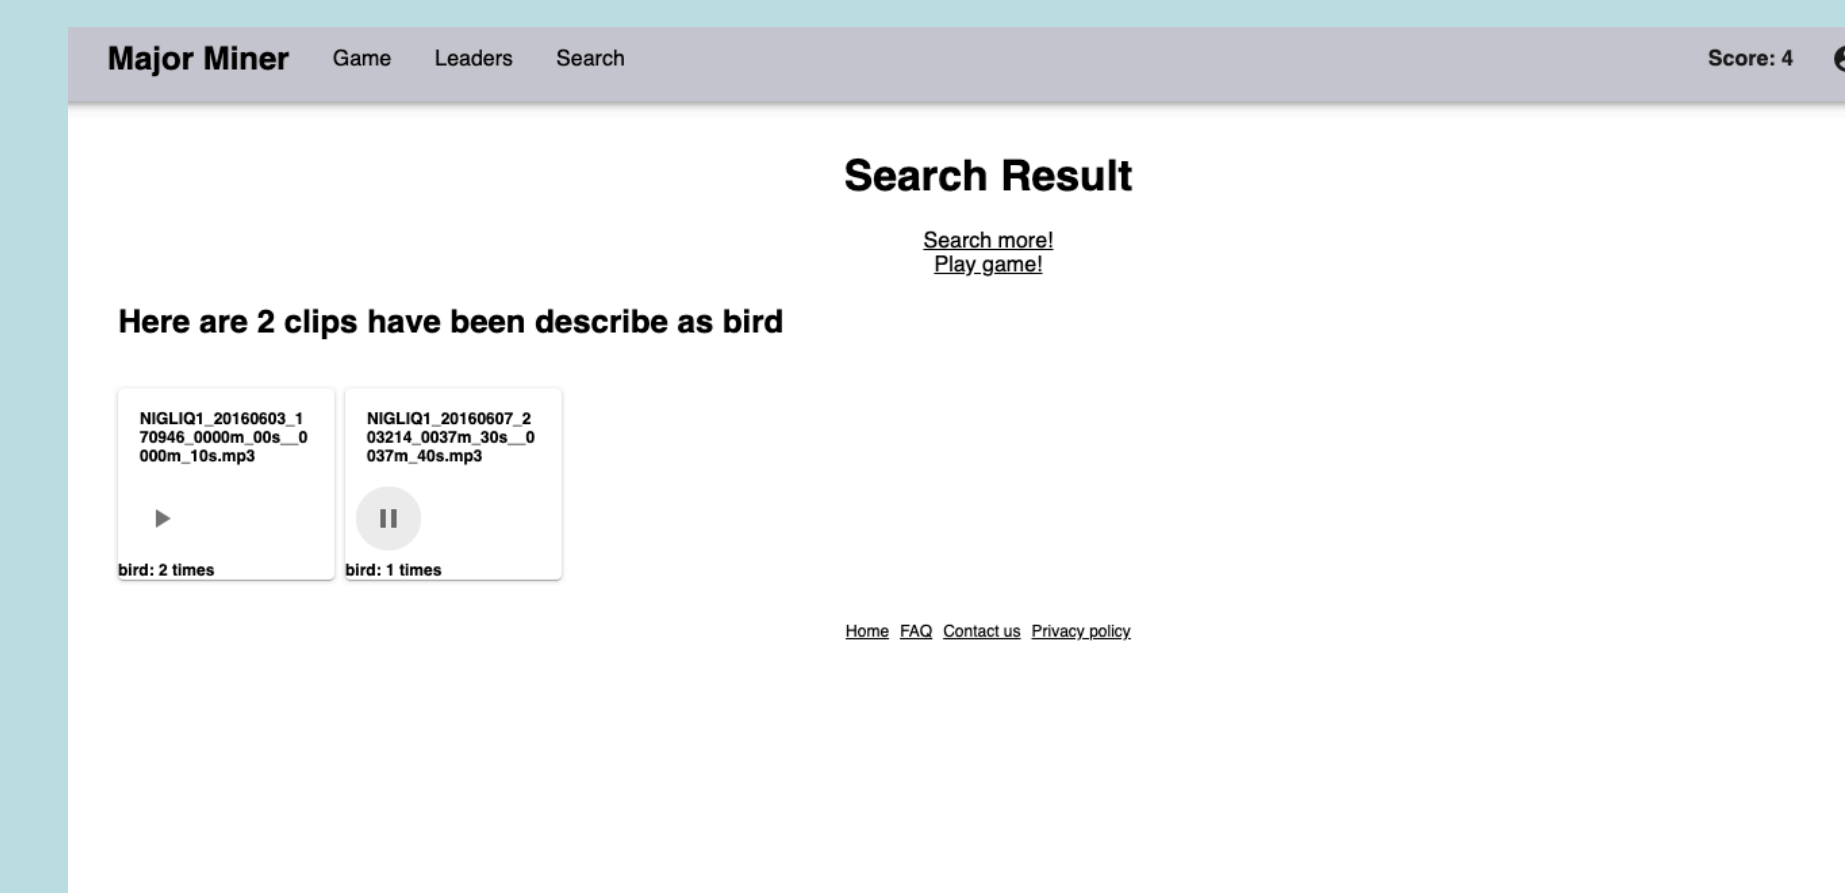 Major Miner Game Leaders Search Score: 4
Search Result
Search more!
Play game!
Here are 2 clips have been describe as bird
NIGLIQ1_20160603_1
70946_0000m_00s__0
000m_10s.mp3
bird: 2 times
NIGLIQ1_20160607_2
03214_0037m_30s__0
037m_40s.mp3
bird: 1 times
Home FAQ Contact us Privacy policy